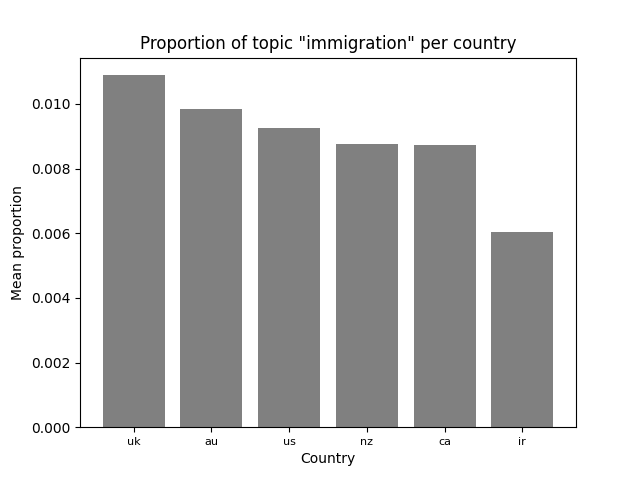 Proportion of topic "immigration" per country
0.010
0.008
0.006
0.004
0.002
0.000
Mean proportion
uk au us nz ca ir
Country